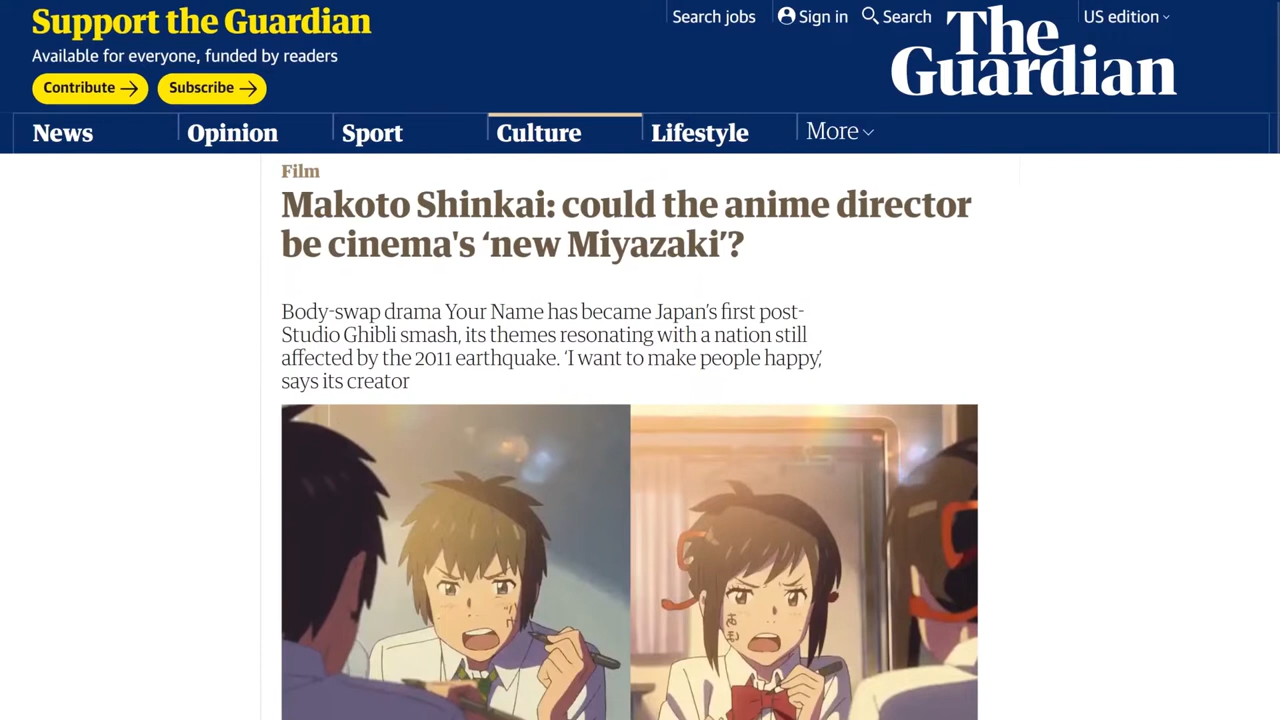 Support the Guardian
Available for everyone, funded by readers
Contribute
Subscribe
Search jobs
Sign in
Search
US edition
The
Guardian
News
Opinion
Sport
Culture
Lifestyle
More
Film
Makoto Shinkai: could the anime director
be cinema's ‘new Miyazaki’?
Body-swap drama Your Name has became Japan’s first post-
Studio Ghibli smash, its themes resonating with a nation still
affected by the 2011 earthquake. ‘I want to make people happy,’
says its creator